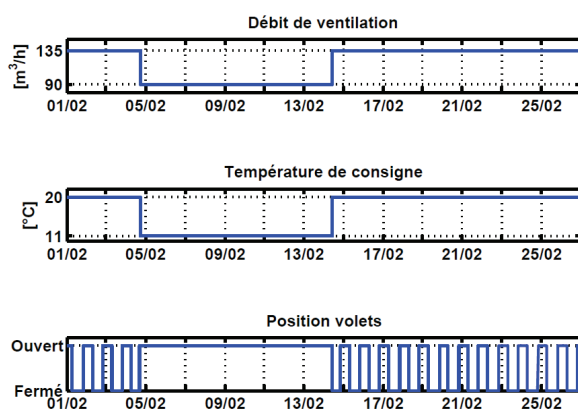 Débit de ventilation
[m³/h]
135
90
01/02 05/02 09/02 13/02 17/02 21/02 25/02
Température de consigne
[°C]
20
11
01/02 05/02 09/02 13/02 17/02 21/02 25/02
Position volets
Ouvert
Fermé
01/02 05/02 09/02 13/02 17/02 21/02 25/02